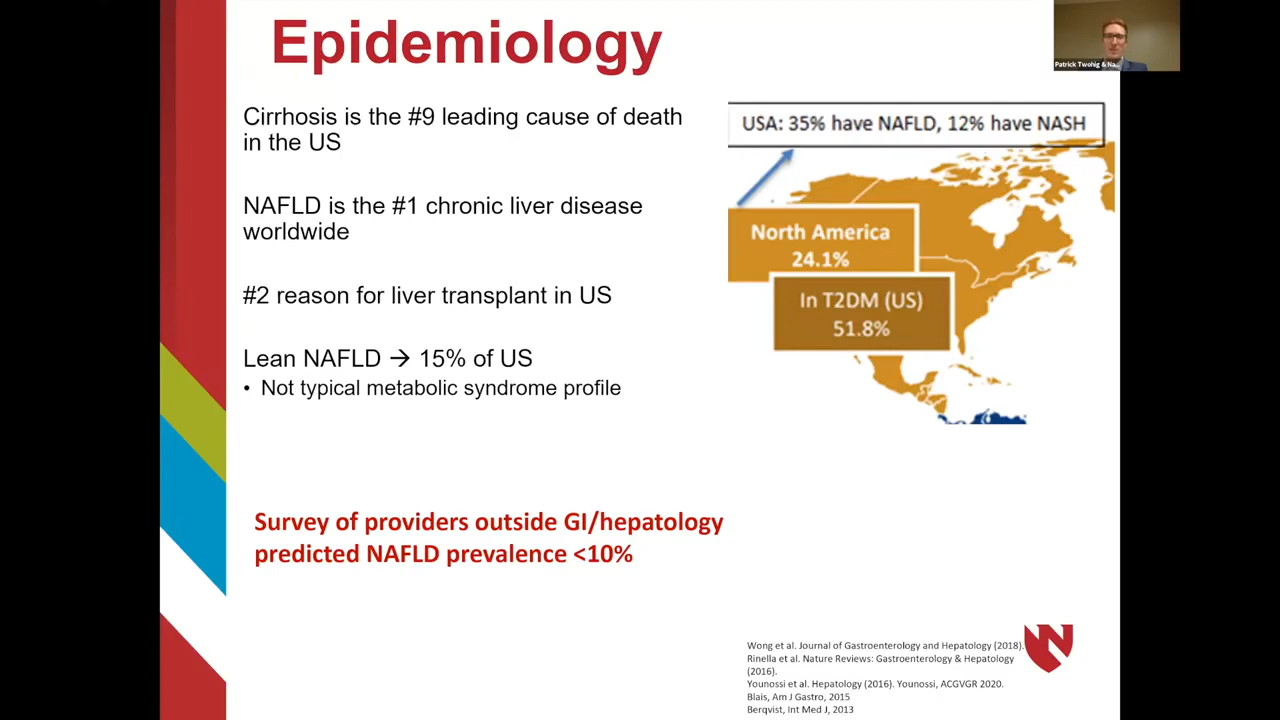 Epidemiology
Patrick Twohig & Na...
Cirrhosis is the #9 leading cause of death
in the US
NAFLD is the #1 chronic liver disease
worldwide
#2 reason for liver transplant in US
Lean NAFLD → 15% of US
• Not typical metabolic syndrome profile
USA: 35% have NAFLD, 12% have NASH
North America
24.1%
In T2DM (US)
51.8%
Survey of providers outside GI/hepatology
predicted NAFLD prevalence <10%
Wong et al. Journal of Gastroenterology and Hepatology (2018).
Rinella et al. Nature Reviews: Gastroenterology & Hepatology
(2016).
Younossi et al. Hepatology (2016). Younossi, ACGVGR 2020.
Blais, Am J Gastro, 2015
Berqvist, Int Med J, 2013
N